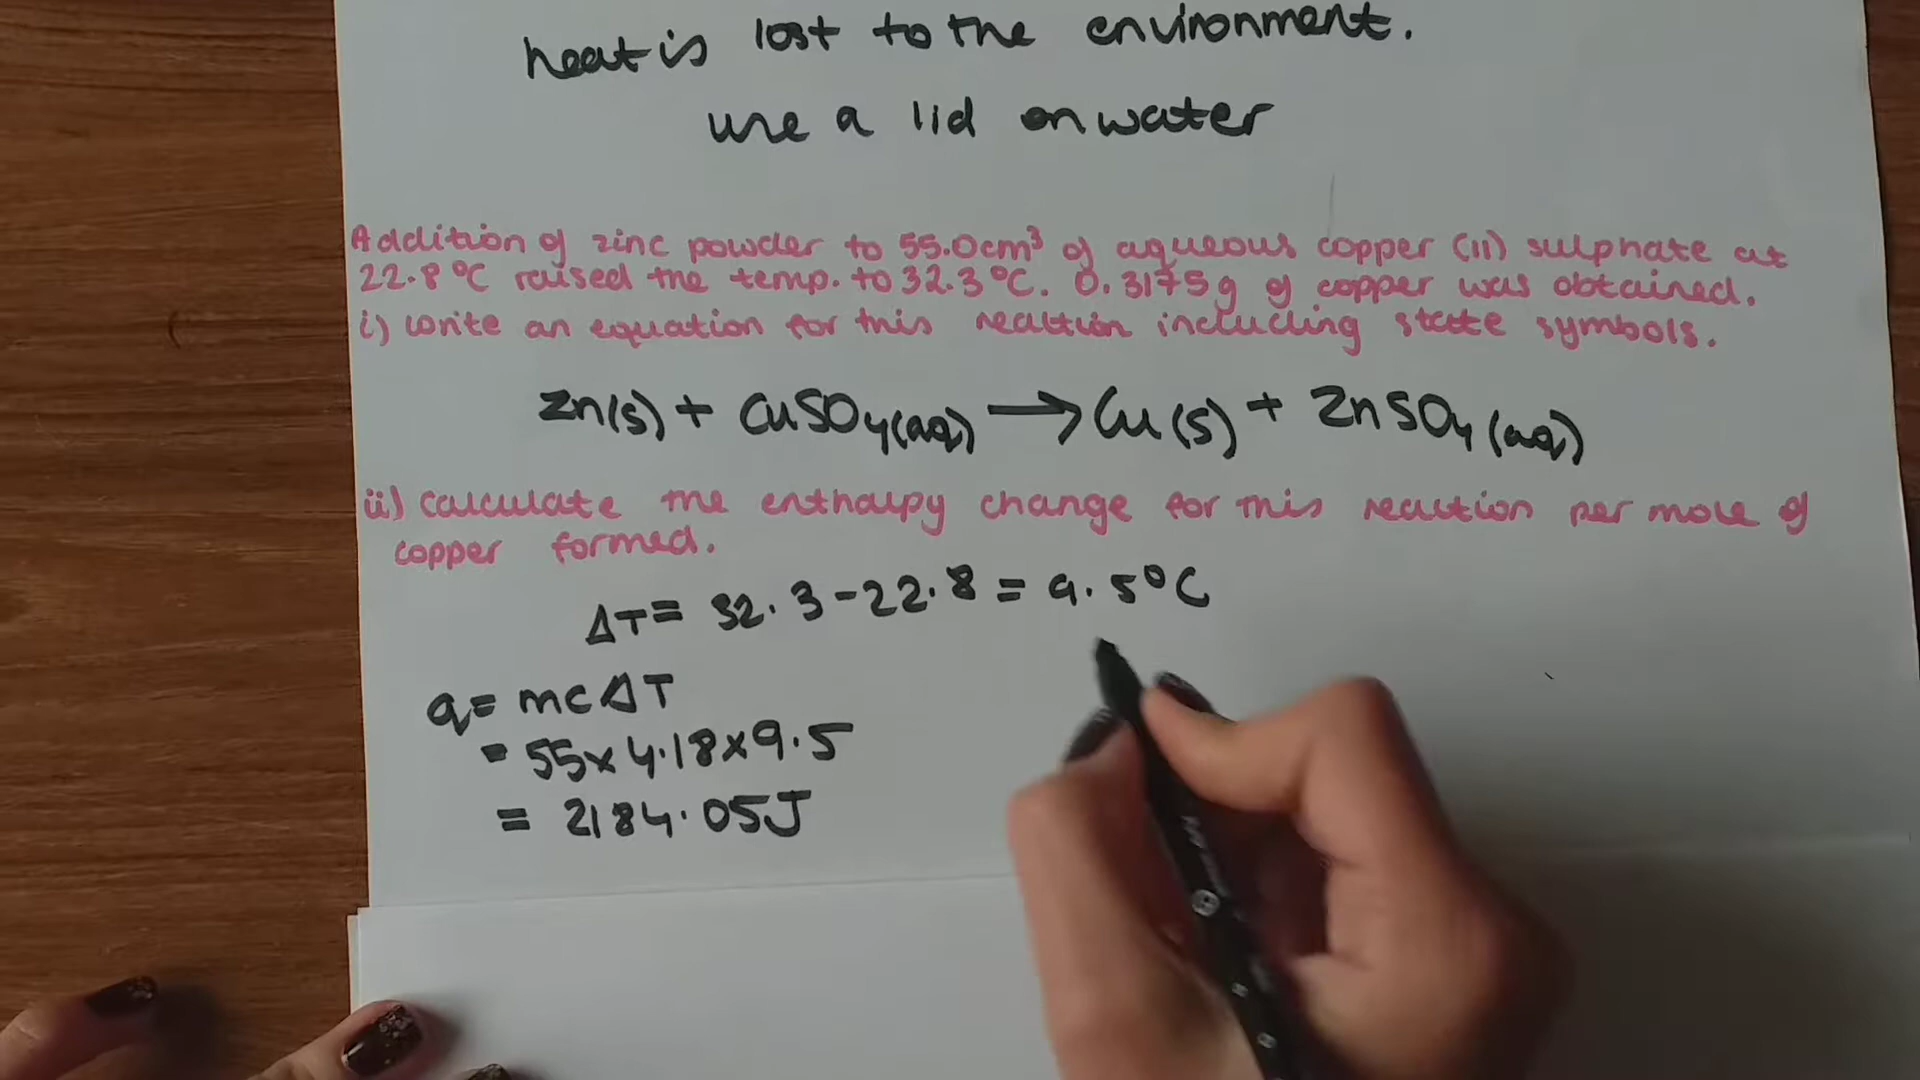 heat is lost to the environment.
use a lid on water
Addition of zinc powder to 55.0cm³ of aqueous copper (II) sulphate at
22.8°C raised the temp. to 32.3°C. 0.3175g of copper was obtained.
i) Write an equation for this reaction including state symbols.
Zn(s) + CuSO₄(aq) → Cu(s) + ZnSO₄(aq)
ii) Calculate the enthalpy change for this reaction per mole of
copper formed.
ΔT = 32.3 - 22.8 = 9.5°C
q = mcΔT
= 55 x 4.18 x 9.5
= 2184.05J